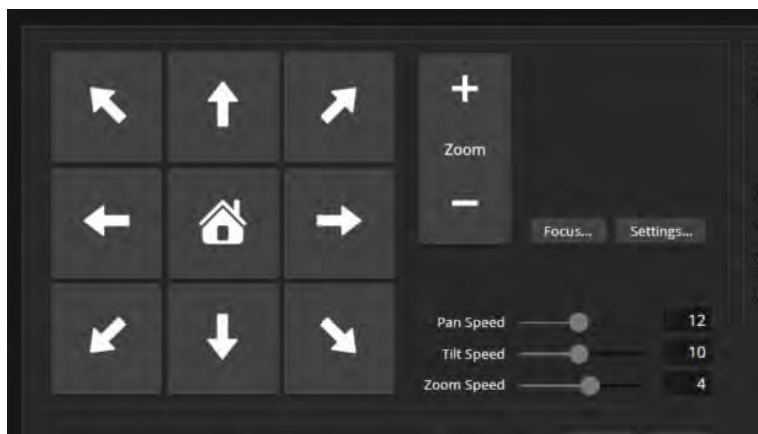 +
Zoom
−
Focus... Settings...
Pan Speed 12
Tilt Speed 10
Zoom Speed 4